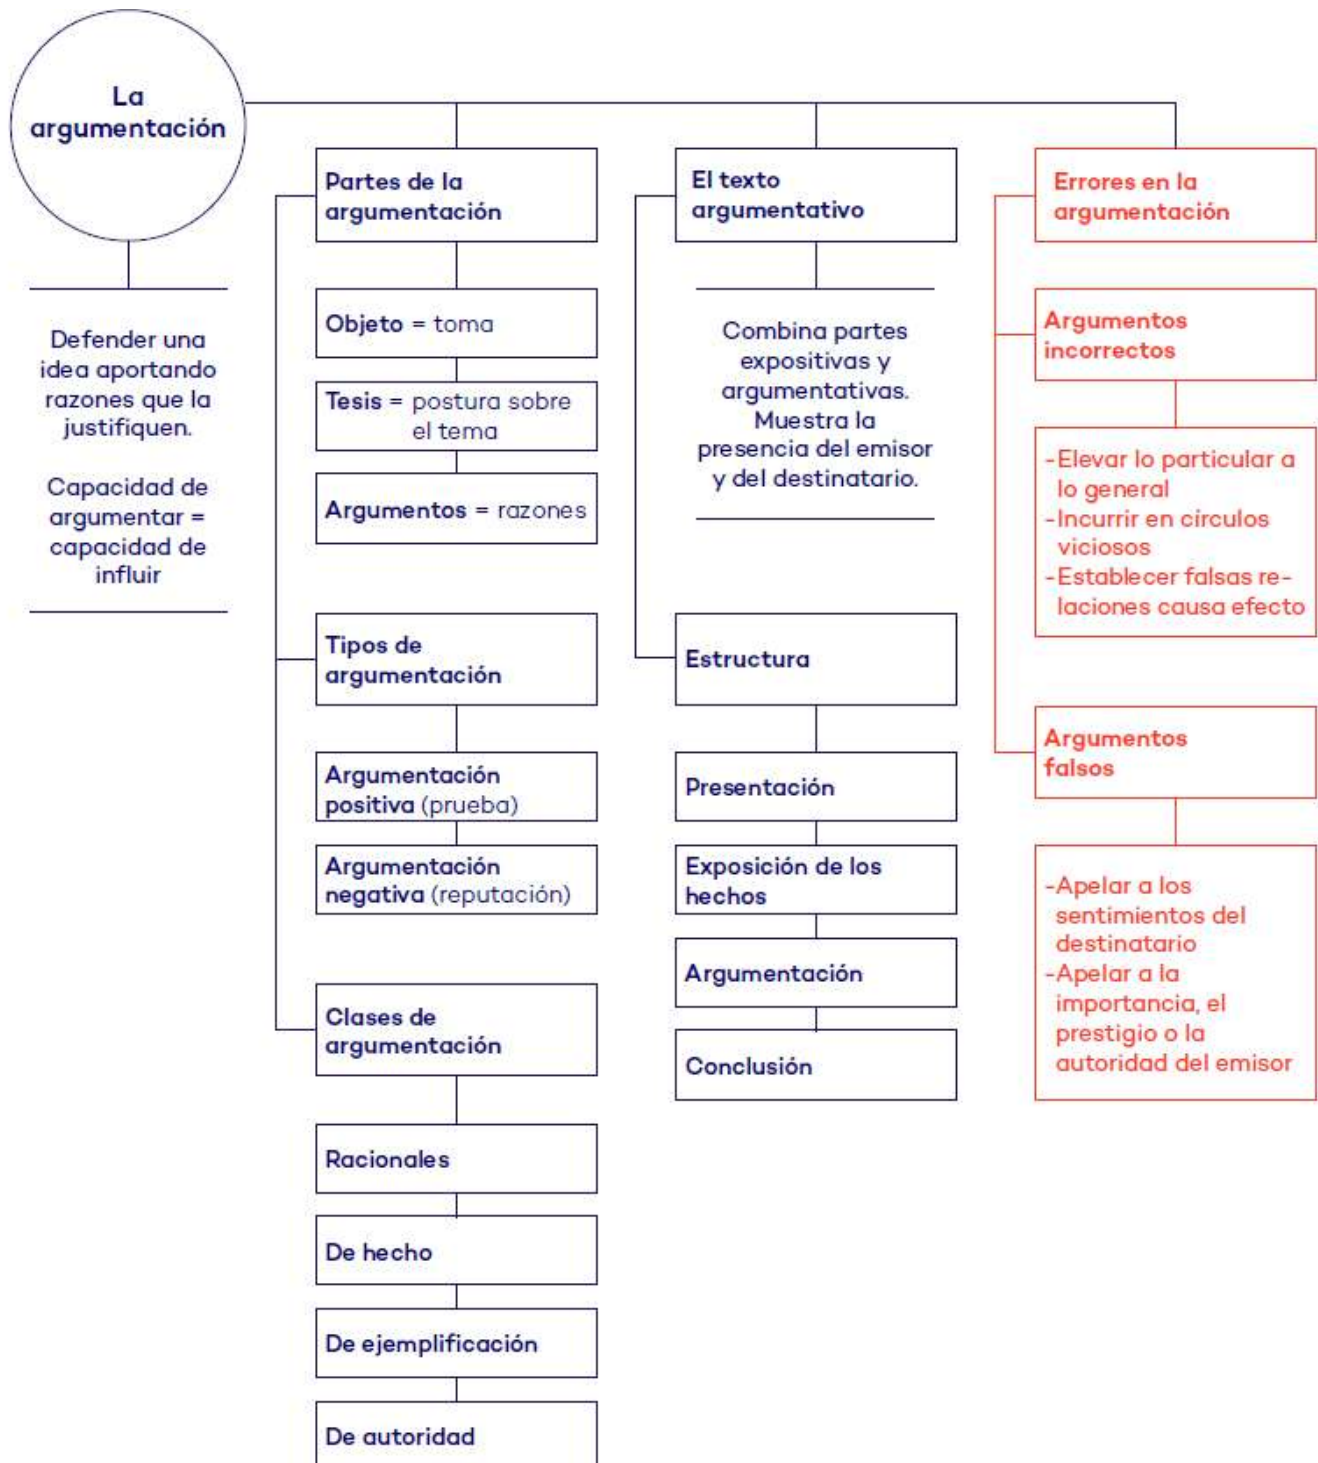 La
argumentación
Defender una
idea aportando
razones que la
justifiquen.
Capacidad de
argumentar =
capacidad de
influir
Partes de la
argumentación
Objeto = toma
Tesis = postura sobre
el tema
Argumentos = razones
Tipos de
argumentación
Argumentación
positiva (prueba)
Argumentación
negativa (reputación)
Clases de
argumentación
Racionales
De hecho
De ejemplificación
De autoridad
El texto
argumentativo
Combina partes
expositivas y
argumentativas.
Muestra la
presencia del emisor
y del destinatario.
Estructura
Presentación
Exposición de los
hechos
Argumentación
Conclusión
Errores en la
argumentación
Argumentos
incorrectos
-Elevar lo particular a
lo general
-Incurrir en círculos
viciosos
-Establecer falsas re-
laciones causa efecto
Argumentos
falsos
-Apelar a los
sentimientos del
destinatario
-Apelar a la
importancia, el
prestigio o la
autoridad del emisor